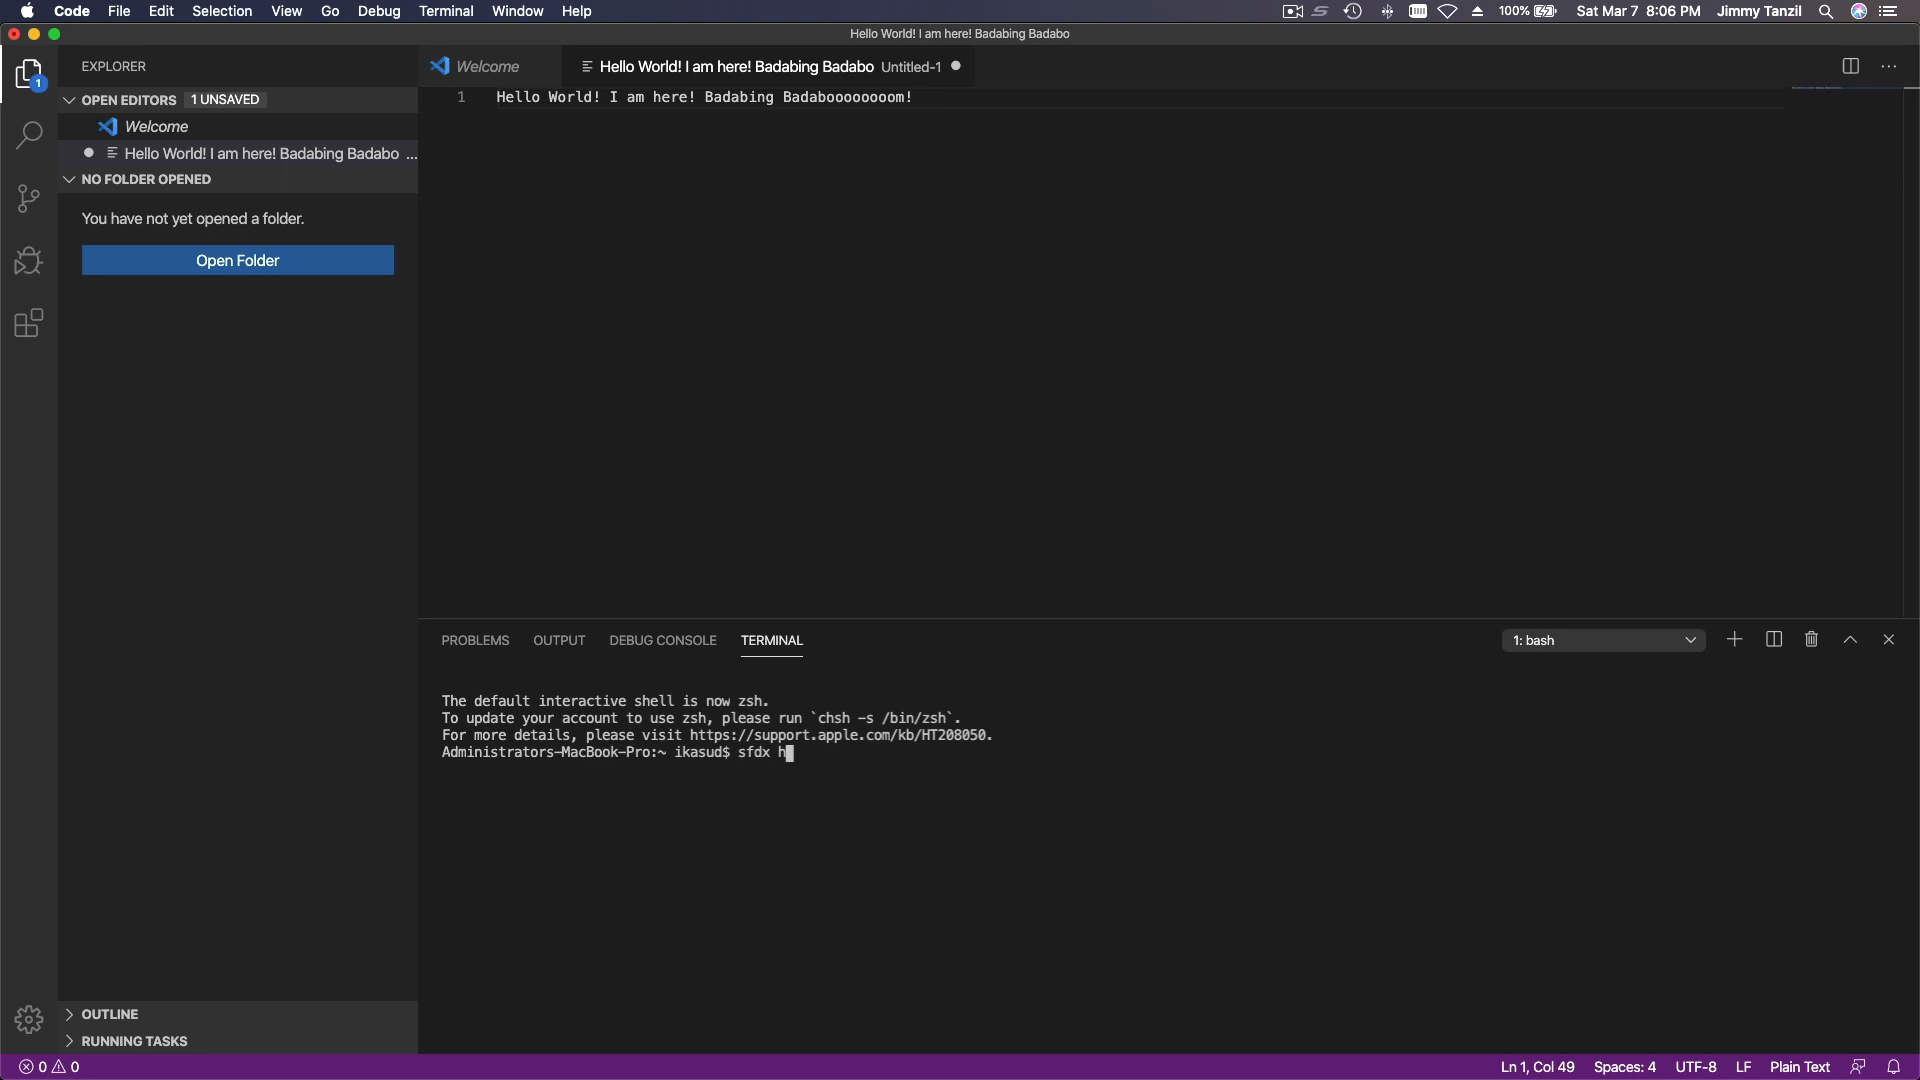 Code File Edit Selection View Go Debug Terminal Window Help
100% Sat Mar 7 8:06 PM Jimmy Tanzil
Hello World! I am here! Badabing Badabo
1
EXPLORER
OPEN EDITORS 1 UNSAVED
Welcome
Hello World! I am here! Badabing Badabo ...
NO FOLDER OPENED
You have not yet opened a folder.
Open Folder
OUTLINE
RUNNING TASKS
Welcome
Hello World! I am here! Badabing Badabo Untitled-1
1 Hello World! I am here! Badabing Badaboooooooom!
PROBLEMS OUTPUT DEBUG CONSOLE TERMINAL
1: bash
The default interactive shell is now zsh.
To update your account to use zsh, please run `chsh -s /bin/zsh`.
For more details, please visit https://support.apple.com/kb/HT208050.
Administrators-MacBook-Pro:~ ikasud$ sfdx h
0 0
Ln 1, Col 49 Spaces: 4 UTF-8 LF Plain Text